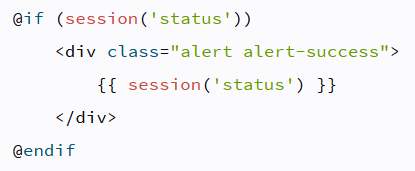 @if (session('status'))
    <div class="alert alert-success">
        {{ session('status') }}
    </div>
@endif